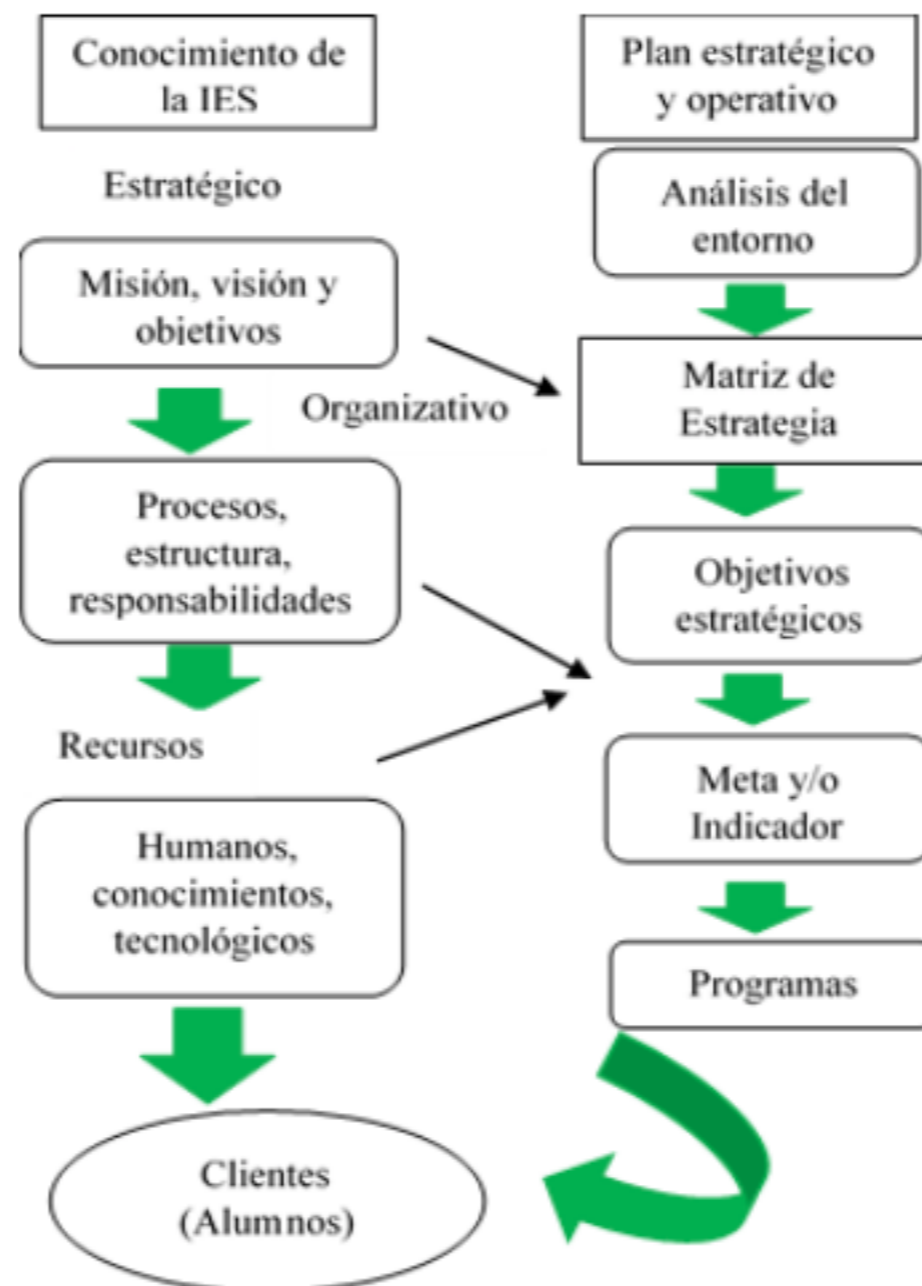 Conocimiento de
la IES
Estratégico
Misión, visión y
objetivos
Organizativo
Procesos,
estructura,
responsabilidades
Recursos
Humanos,
conocimientos,
tecnológicos
Clientes
(Alumnos)
Plan estratégico
y operativo
Análisis del
entorno
Matriz de
Estrategia
Objetivos
estratégicos
Meta y/o
Indicador
Programas